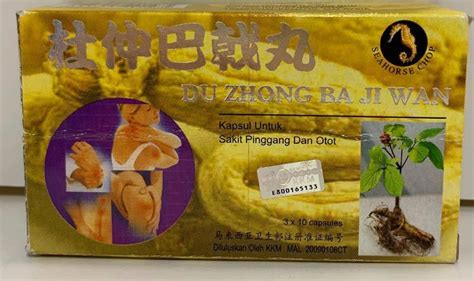 杜仲巴戟丸
SEAHORSE CHOP
DU ZHONG BA JI WAN
Kapsul Untuk
Sakit Pinggang Dan Otot
E800165133
3 x 10 capsules
马来西亚卫生部注册准证编号
Diluluskan Oleh KKM MAL 20090108CT